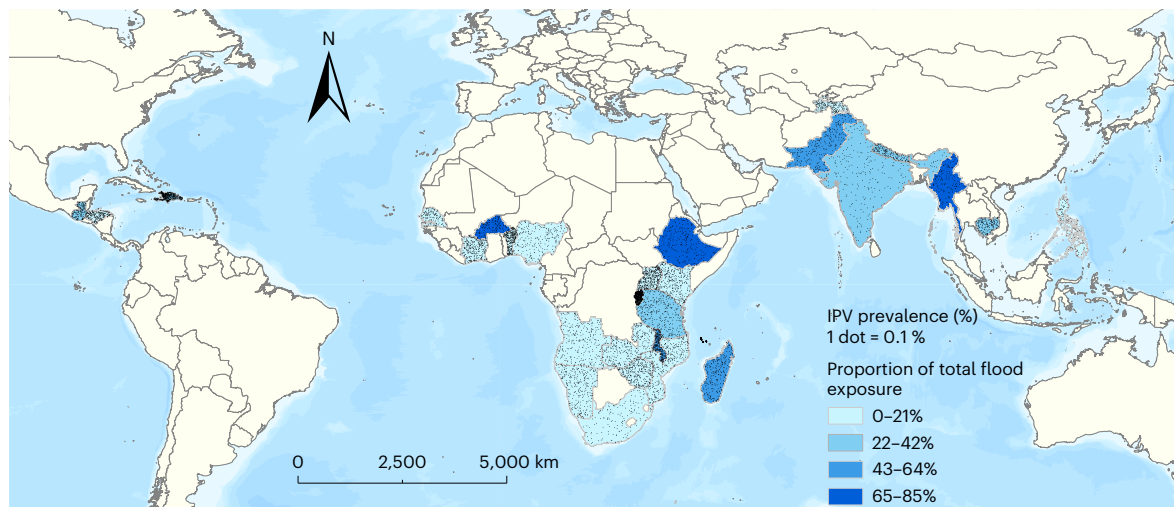 N
IPV prevalence (%)
1 dot = 0.1 %
Proportion of total flood
exposure
0–21%
22–42%
43–64%
65–85%
0 2,500 5,000 km